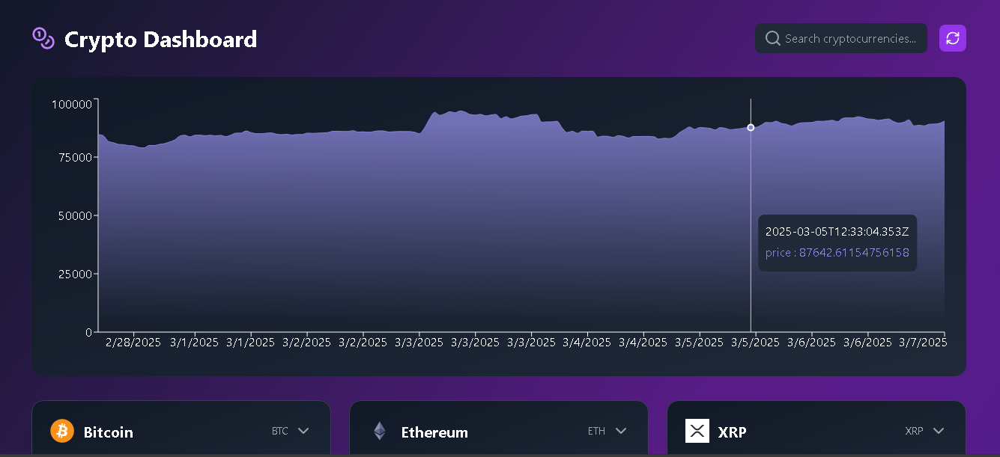 Crypto Dashboard
Search cryptocurrencies...
100000
75000
50000
25000
0
2025-03-05T12:33:04.353Z
price : 87642.61154756158
2/28/2025 3/1/2025 3/1/2025 3/2/2025 3/2/2025 3/3/2025 3/3/2025 3/3/2025 3/4/2025 3/4/2025 3/5/2025 3/5/2025 3/6/2025 3/6/2025 3/7/2025
Bitcoin BTC
Ethereum ETH
XRP XRP